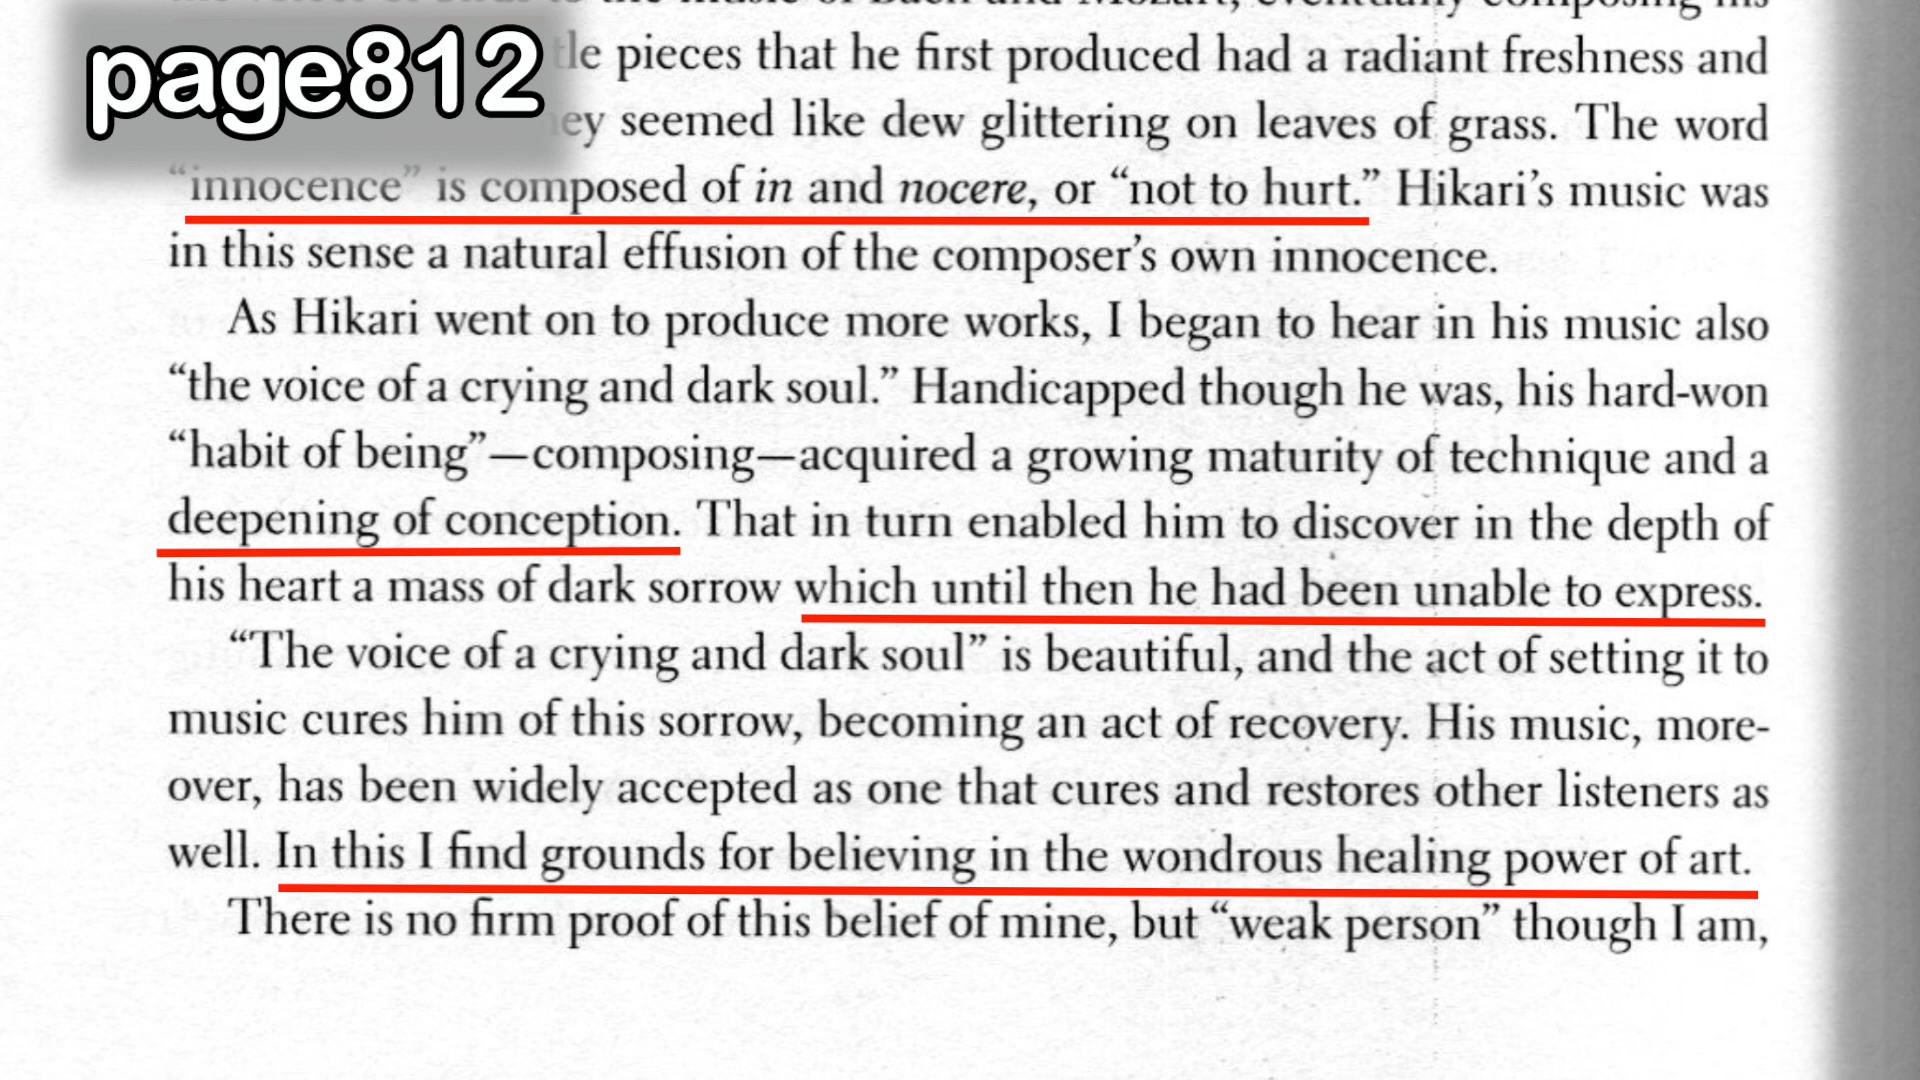 page812
pieces that he first produced had a radiant freshness and
seemed like dew glittering on leaves of grass. The word
“innocence” is composed of in and nocere, or “not to hurt.” Hikari’s music was
in this sense a natural effusion of the composer’s own innocence.
As Hikari went on to produce more works, I began to hear in his music also
“the voice of a crying and dark soul.” Handicapped though he was, his hard-won
“habit of being”—composing—acquired a growing maturity of technique and a
deepening of conception. That in turn enabled him to discover in the depth of
his heart a mass of dark sorrow which until then he had been unable to express.
“The voice of a crying and dark soul” is beautiful, and the act of setting it to
music cures him of this sorrow, becoming an act of recovery. His music, more-
over, has been widely accepted as one that cures and restores other listeners as
well. In this I find grounds for believing in the wondrous healing power of art.
There is no firm proof of this belief of mine, but “weak person” though I am,